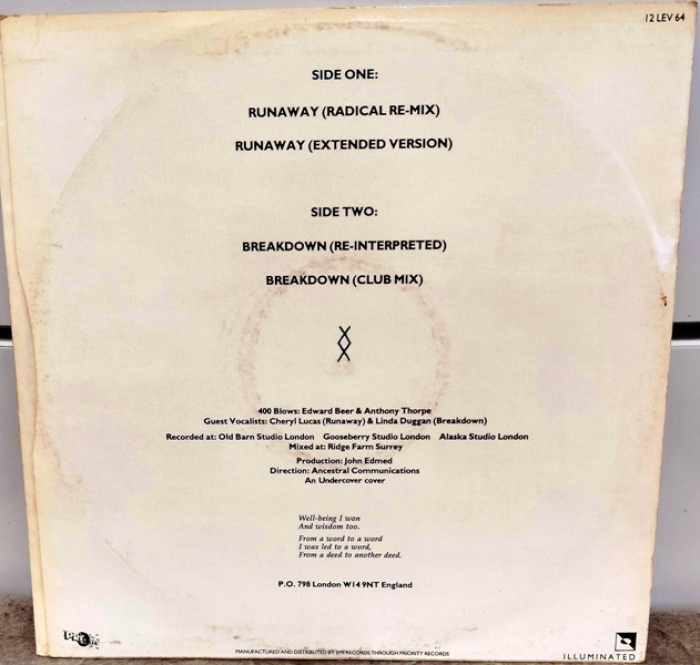 12 LEV 64
SIDE ONE:
RUNAWAY (RADICAL RE-MIX)
RUNAWAY (EXTENDED VERSION)
SIDE TWO:
BREAKDOWN (RE-INTERPRETED)
BREAKDOWN (CLUB MIX)
400 Blows: Edward Beer & Anthony Thorpe
Guest Vocalists: Cheryl Lucas (Runaway) & Linda Duggan (Breakdown)
Recorded at: Old Barn Studio London Gooseberry Studio London Alaska Studio London
Mixed at: Ridge Farm Surrey
Production: John Edmed
Direction: Ancestral Communications
An Undercover cover
Well-being I won
And wisdom too.
From a word to a word
I was led to a word,
From a deed to another deed.
P.O. 798 London W14 9NT England
MANUFACTURED AND DISTRIBUTED BY EMI RECORDS THROUGH PRIORITY RECORDS
ILLUMINATED